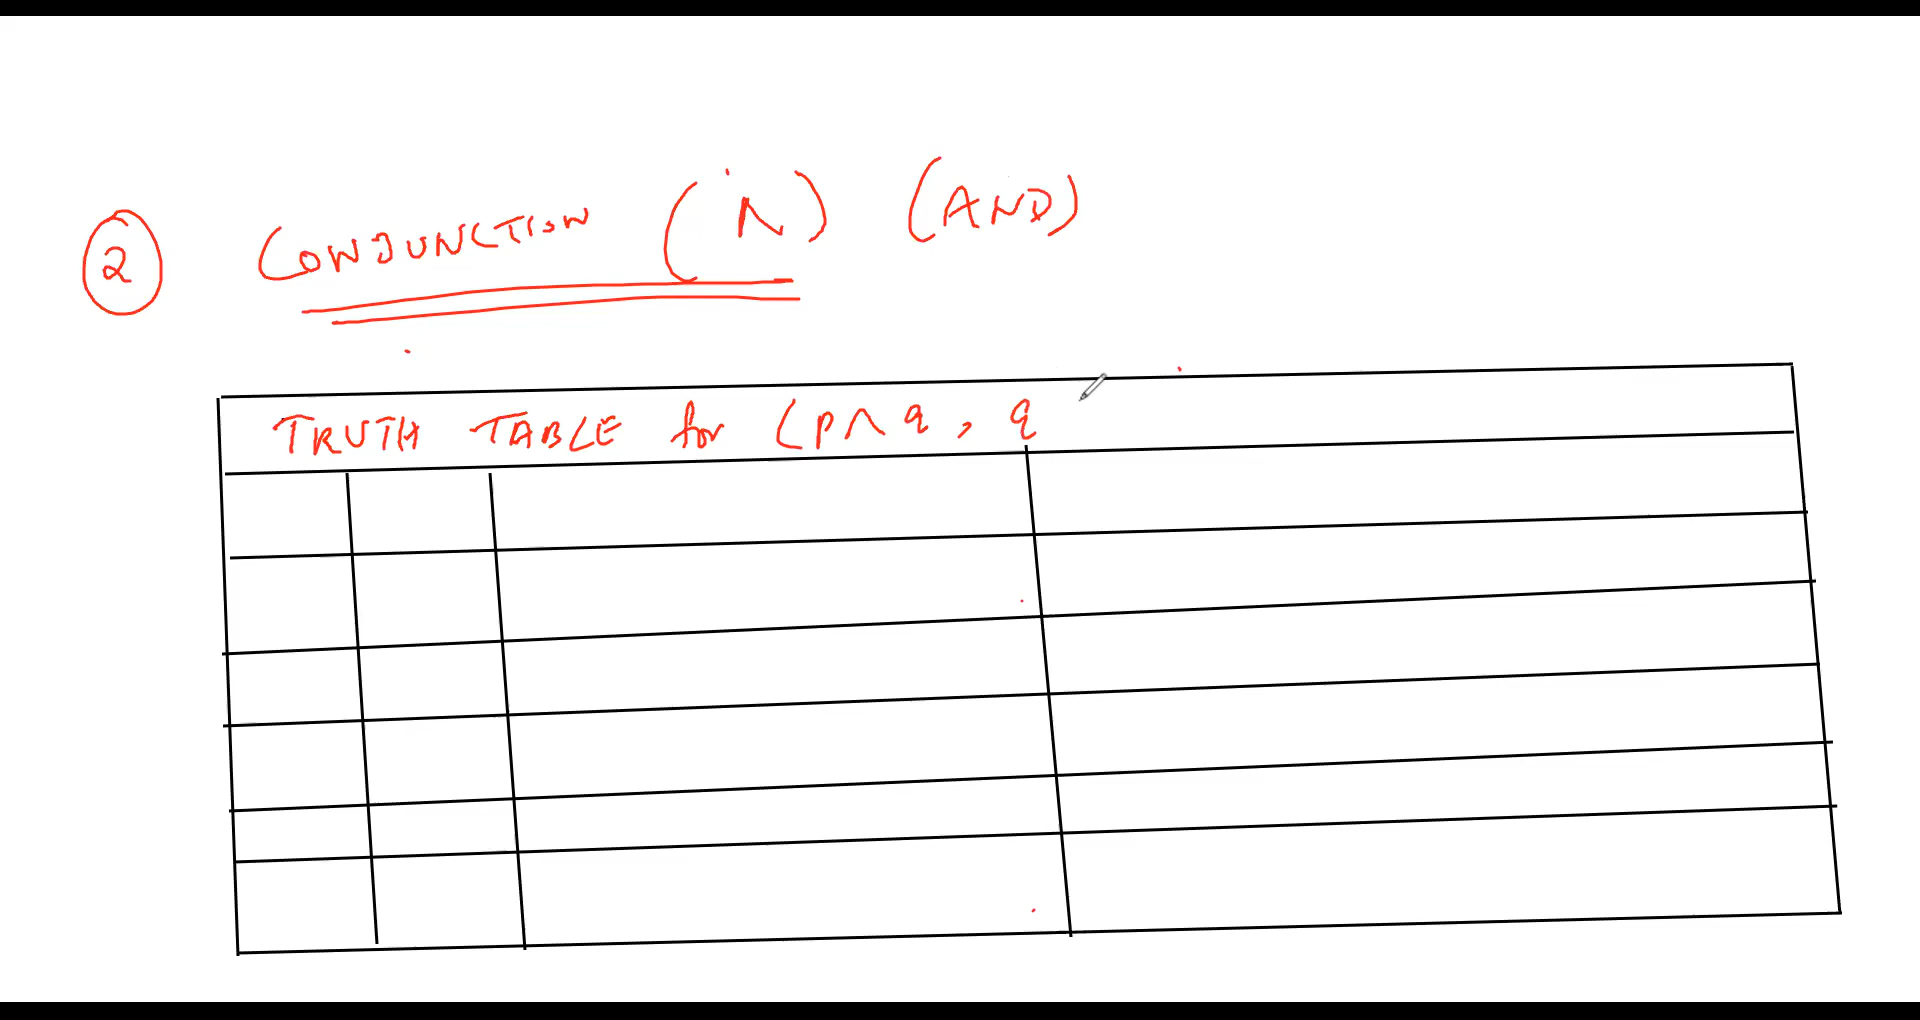 2 CONJUNCTION (∧) (AND)
TRUTH TABLE for (p∧q, q